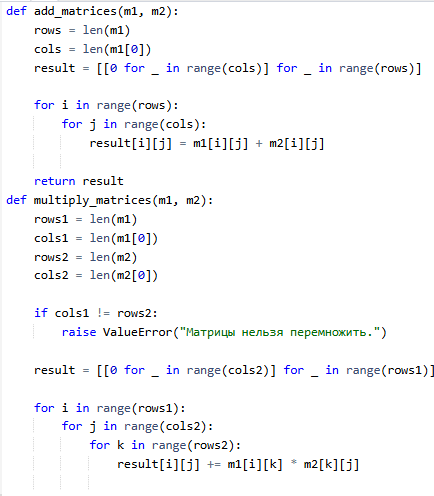 def add_matrices(m1, m2):
    rows = len(m1)
    cols = len(m1[0])
    result = [[0 for _ in range(cols)] for _ in range(rows)]

    for i in range(rows):
        for j in range(cols):
            result[i][j] = m1[i][j] + m2[i][j]

    return result
def multiply_matrices(m1, m2):
    rows1 = len(m1)
    cols1 = len(m1[0])
    rows2 = len(m2)
    cols2 = len(m2[0])

    if cols1 != rows2:
        raise ValueError("Матрицы нельзя перемножить.")

    result = [[0 for _ in range(cols2)] for _ in range(rows1)]

    for i in range(rows1):
        for j in range(cols2):
            for k in range(rows2):
                result[i][j] += m1[i][k] * m2[k][j]